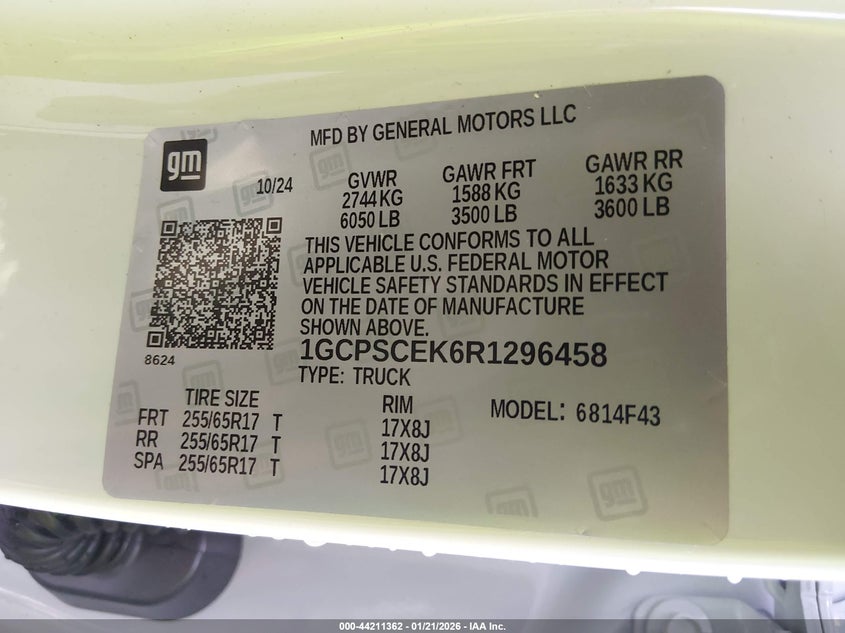 MFD BY GENERAL MOTORS LLC
gm
10/24
GVWR
2744 KG
6050 LB
GAWR FRT
1588 KG
3500 LB
GAWR RR
1633 KG
3600 LB
THIS VEHICLE CONFORMS TO ALL
APPLICABLE U.S. FEDERAL MOTOR
VEHICLE SAFETY STANDARDS IN EFFECT
ON THE DATE OF MANUFACTURE
SHOWN ABOVE.
8624
1GCPSCEK6R1296458
TYPE: TRUCK
TIRE SIZE
RIM
MODEL: 6814F43
FRT 255/65R17 T 17X8J
RR 255/65R17 T 17X8J
SPA 255/65R17 T 17X8J
000-44211362 - 01/21/2026 - IAA Inc.